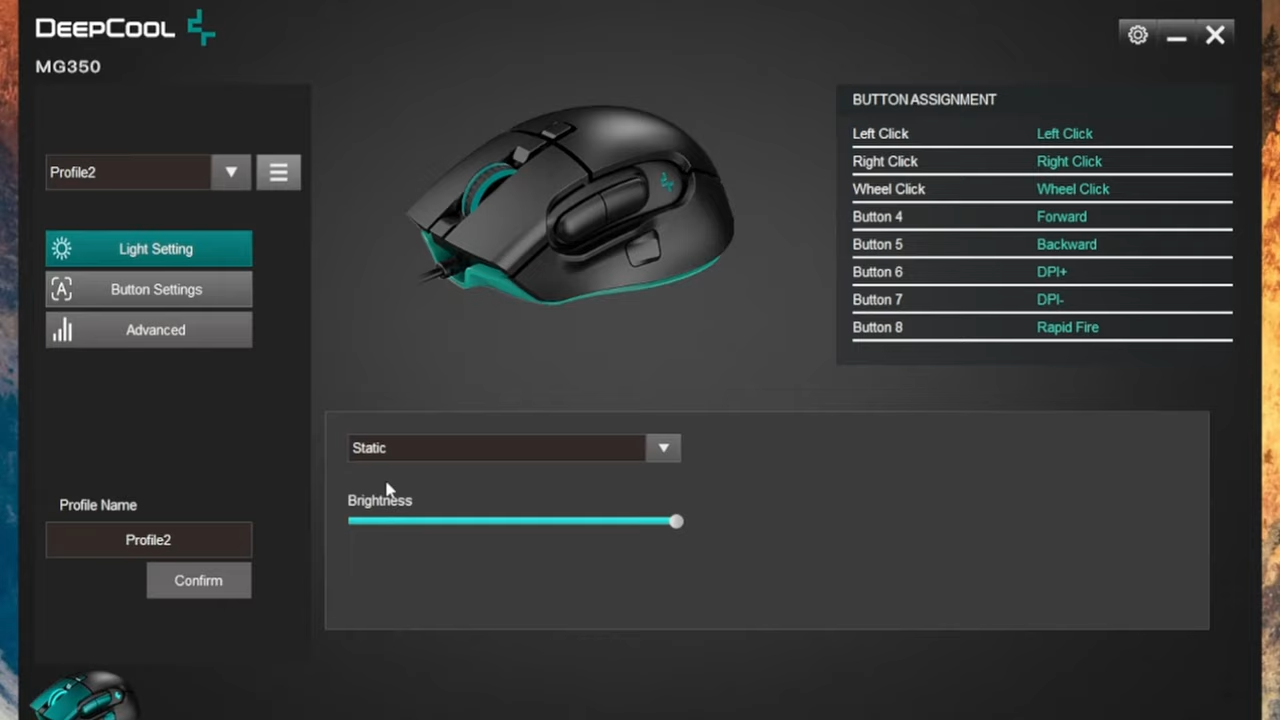 DEEPCOOL
MG350
Profile2
Light Setting
Button Settings
Advanced
Profile Name
Profile2
Confirm
BUTTON ASSIGNMENT
Left Click Left Click
Right Click Right Click
Wheel Click Wheel Click
Button 4 Forward
Button 5 Backward
Button 6 DPI+
Button 7 DPI-
Button 8 Rapid Fire
Static
Brightness